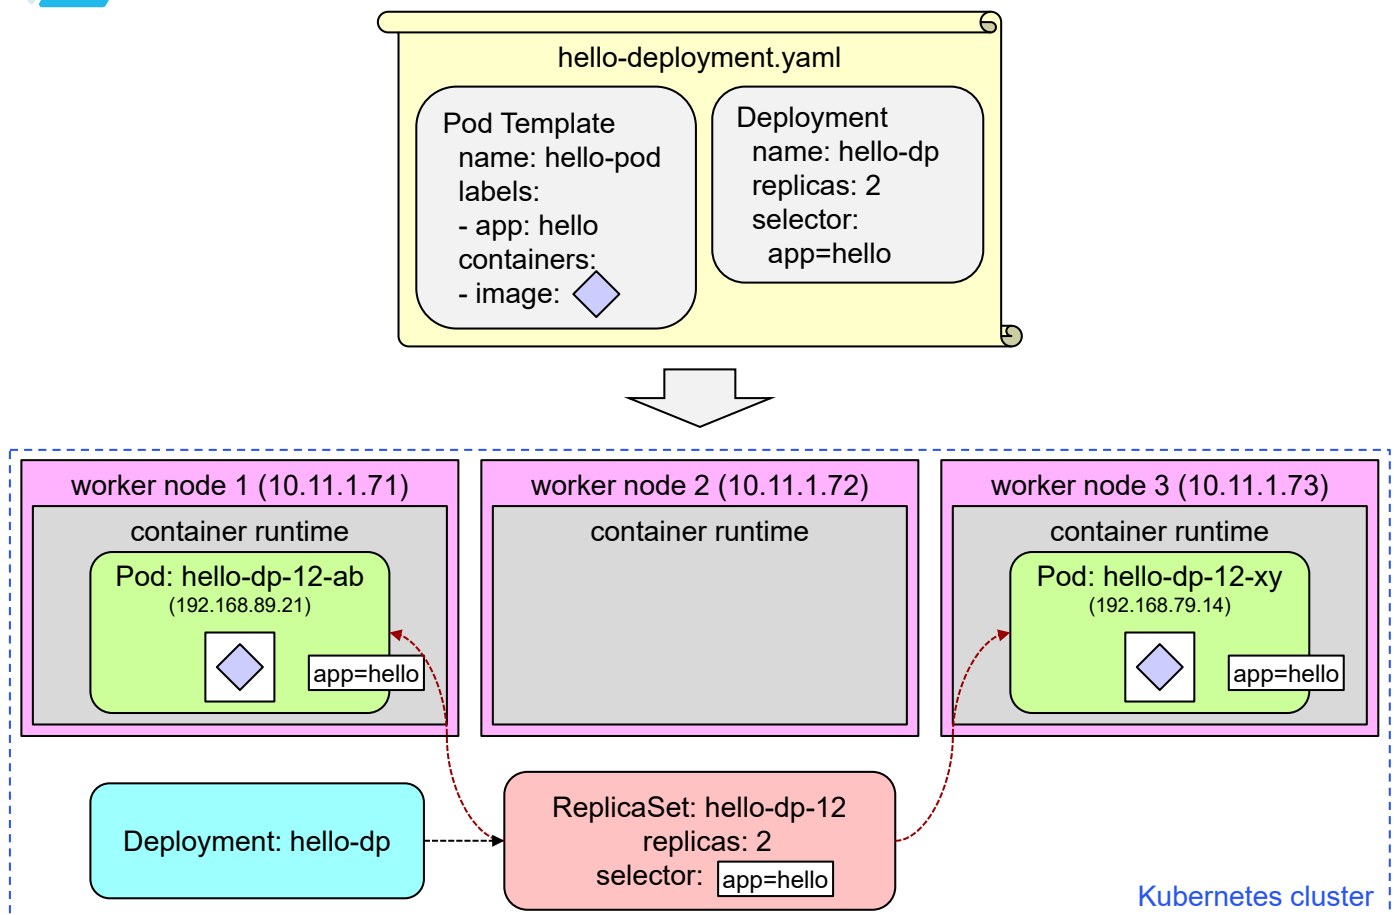 hello-deployment.yaml
Pod Template
name: hello-pod
labels:
- app: hello
containers:
- image:
Deployment
name: hello-dp
replicas: 2
selector:
app=hello
worker node 1 (10.11.1.71)
container runtime
Pod: hello-dp-12-ab
(192.168.89.21)
app=hello
worker node 2 (10.11.1.72)
container runtime
worker node 3 (10.11.1.73)
container runtime
Pod: hello-dp-12-xy
(192.168.79.14)
app=hello
Deployment: hello-dp
ReplicaSet: hello-dp-12
replicas: 2
selector: app=hello
Kubernetes cluster